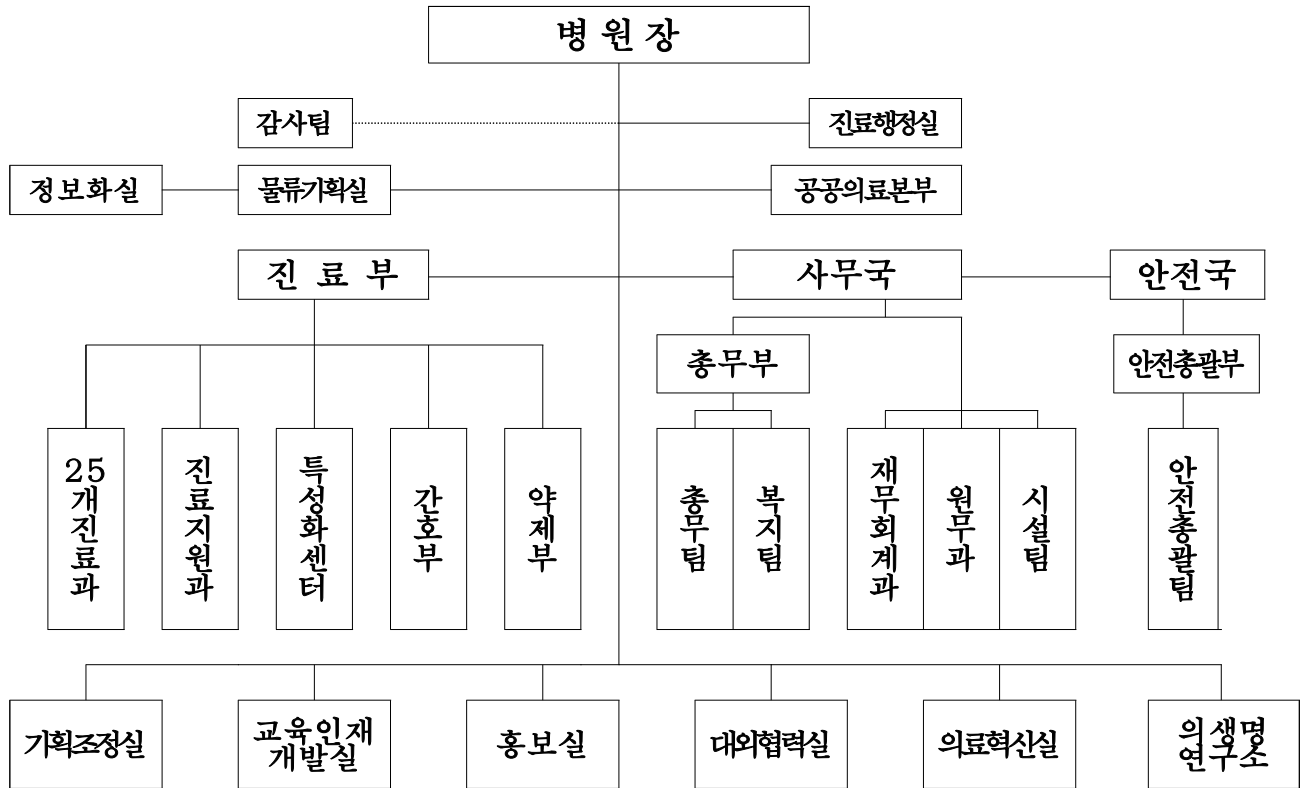 병 원 장
감사팀
진료행정실
정보화실
물류기획실
공공의료본부
진 료 부
사무국
안전국
총무부
안전총괄부
25개진료과
진료지원과
특성화센터
간호부
약제부
총무팀
복지팀
재무회계과
원무과
시설팀
안전총괄팀
기획조정실
교육인재
개발실
홍보실
대외협력실
의료혁신실
의생명
연구소